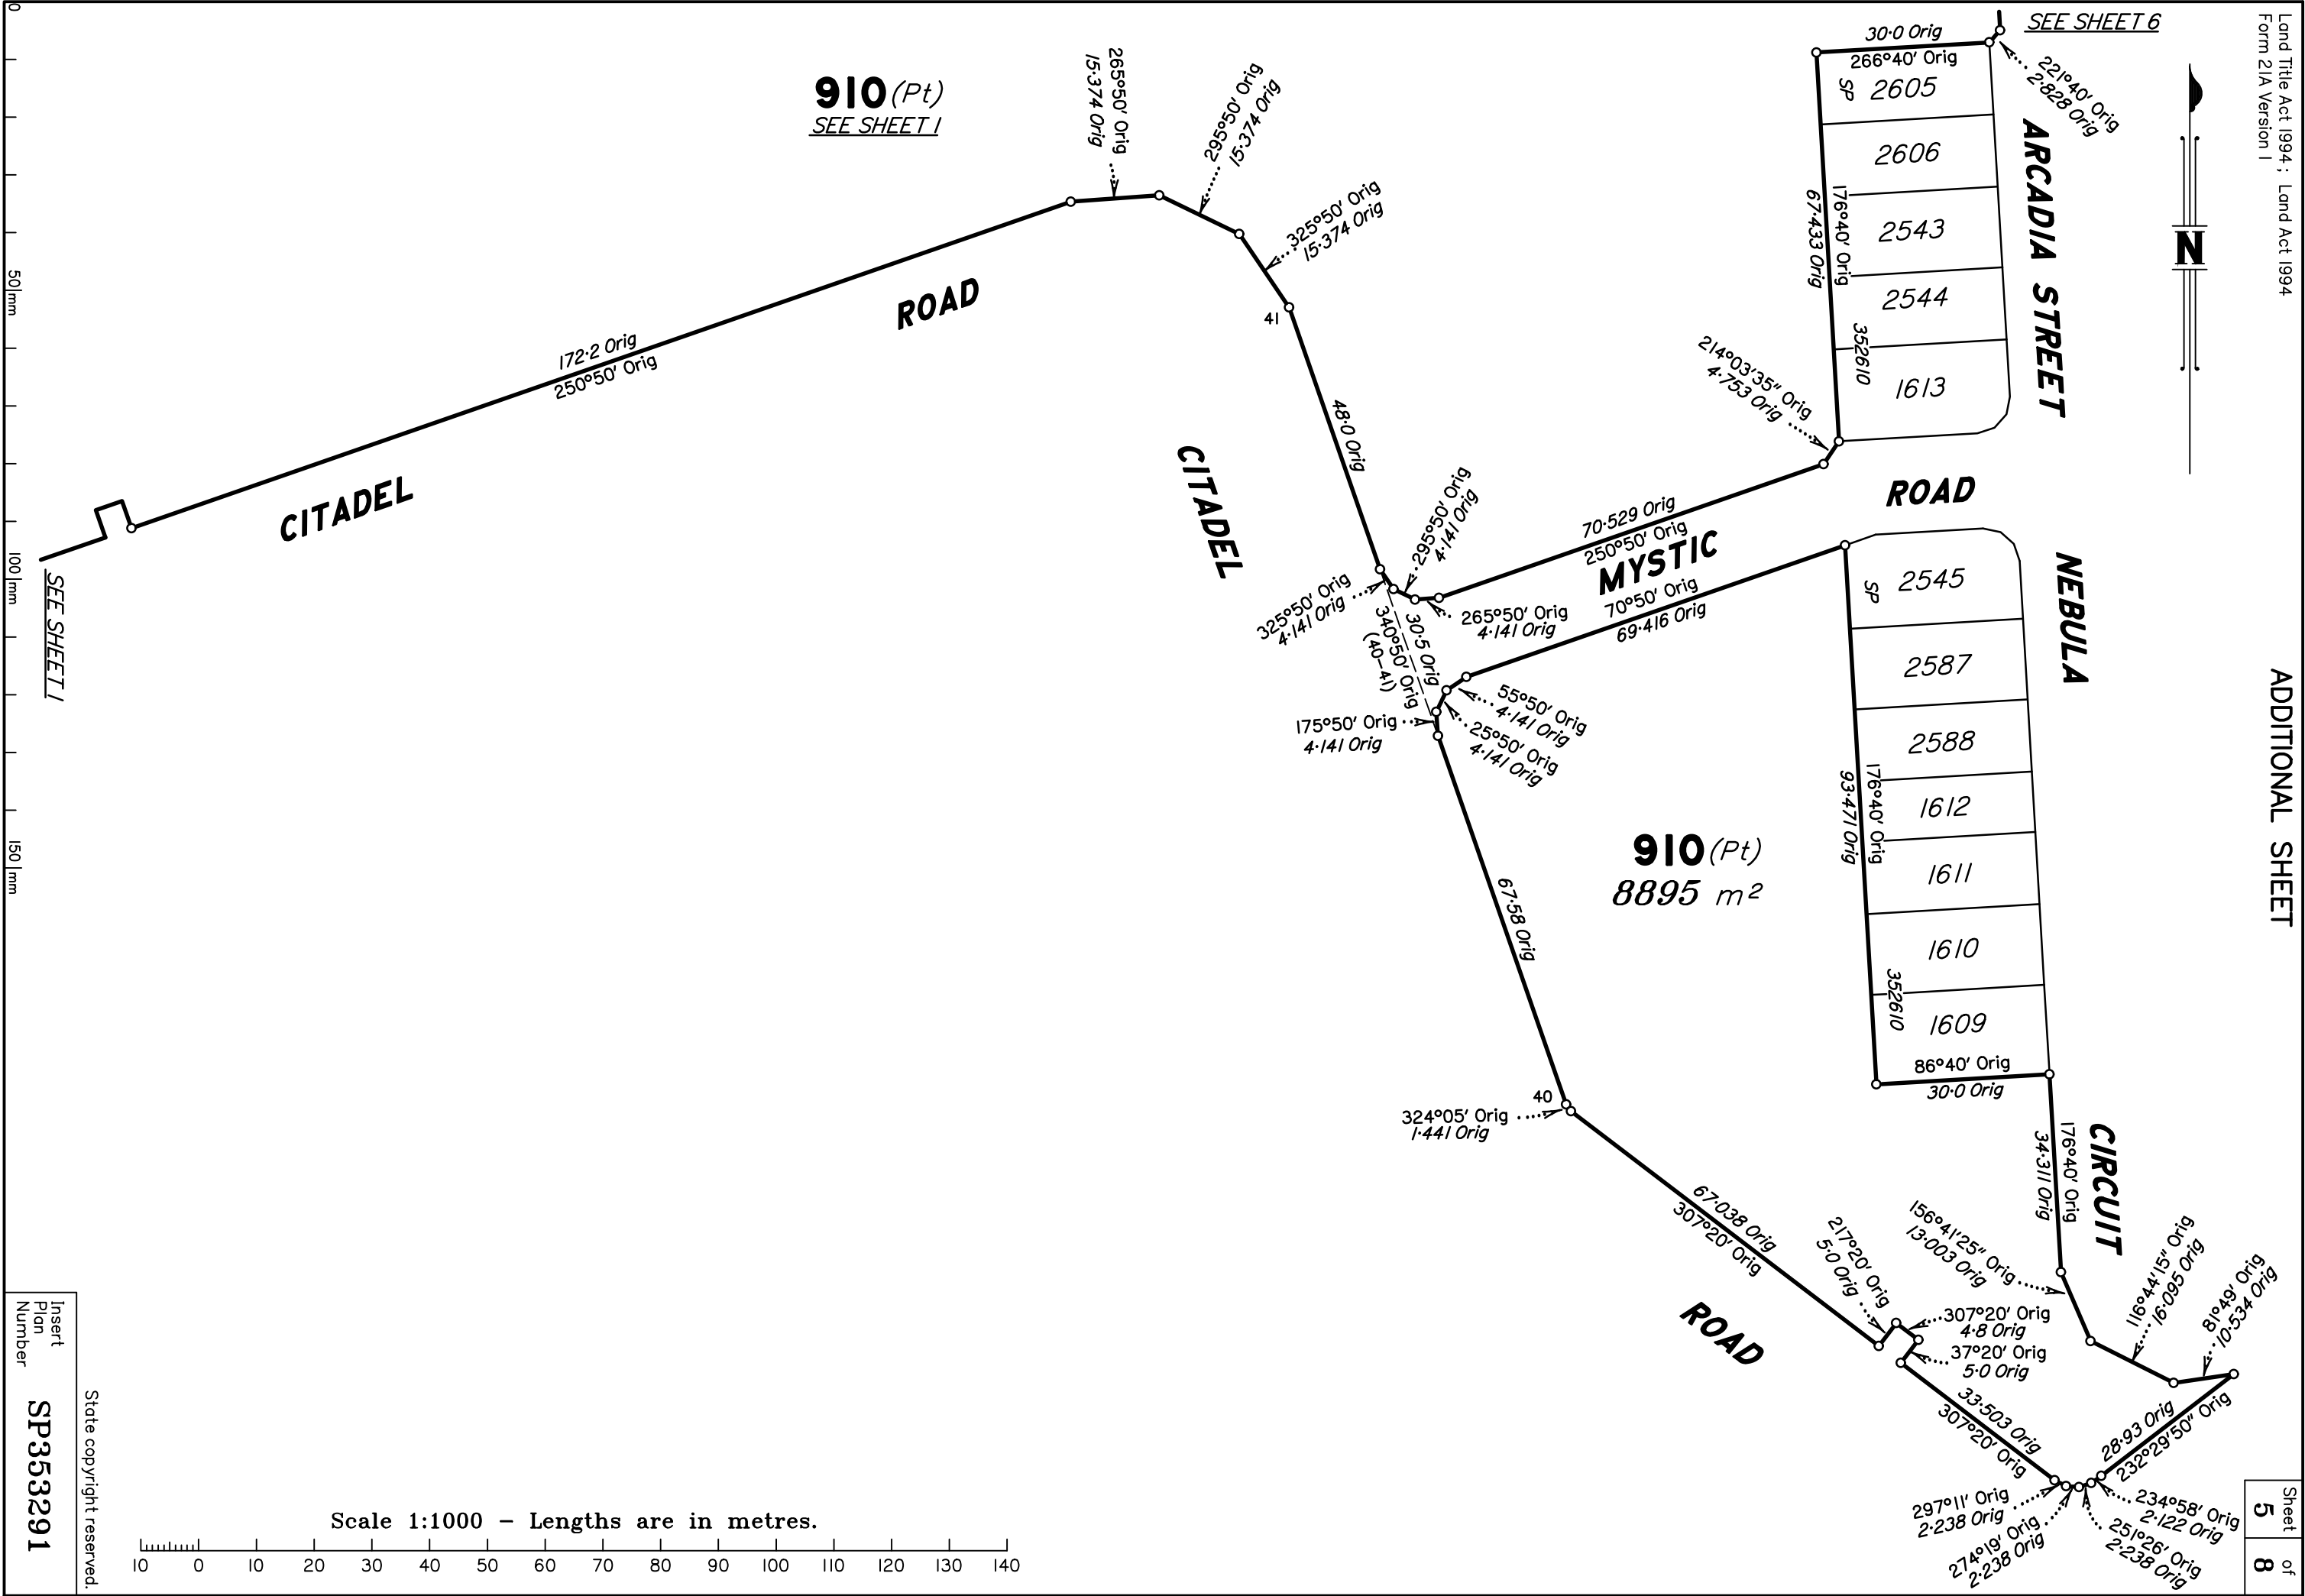 Land Title Act 1994 ; Land Act 1994
Form 21A Version 1
ADDITIONAL SHEET
Sheet 5 of 8
N
SEE SHEET 6
30·0 Orig
266°40' Orig
221°40' Orig
2·828 Orig
SP
2605
2606
2543
2544
1613
176°40' Orig
67·433 Orig
352610
ARCADIA STREET
214°03'35" Orig
4·753 Orig
910 (Pt)
SEE SHEET 1
265°50' Orig
15·374 Orig
295°50' Orig
15·374 Orig
325°50' Orig
15·374 Orig
41
ROAD
172·2 Orig
250°50' Orig
CITADEL
SEE SHEET 1
48·0 Orig
CITADEL
295°50' Orig
4·141 Orig
325°50' Orig
4·141 Orig
265°50' Orig
4·141 Orig
70·529 Orig
250°50' Orig
MYSTIC
ROAD
70°50' Orig
69·416 Orig
30·5 Orig
340°50' Orig
(40-41)
55°50' Orig
4·141 Orig
25°50' Orig
4·141 Orig
175°50' Orig
4·141 Orig
NEBULA
SP
2545
2587
2588
1612
1611
1610
1609
176°40' Orig
93·471 Orig
352610
910 (Pt)
8895 m²
67·58 Orig
86°40' Orig
30·0 Orig
40
324°05' Orig
1·441 Orig
176°40' Orig
34·311 Orig
CIRCUIT
156°41'25" Orig
13·003 Orig
116°44'15" Orig
16·095 Orig
81°49' Orig
10·534 Orig
67·038 Orig
307°20' Orig
217°20' Orig
5·0 Orig
307°20' Orig
4·8 Orig
37°20' Orig
5·0 Orig
ROAD
33·503 Orig
307°20' Orig
28·93 Orig
232°29'50" Orig
297°11' Orig
2·238 Orig
274°19' Orig
2·238 Orig
234°58' Orig
2·122 Orig
251°26' Orig
2·238 Orig
0
50 mm
100 mm
150 mm
Scale 1:1000 - Lengths are in metres.
10 0 10 20 30 40 50 60 70 80 90 100 110 120 130 140
State copyright reserved.
Insert
Plan
Number
SP353291